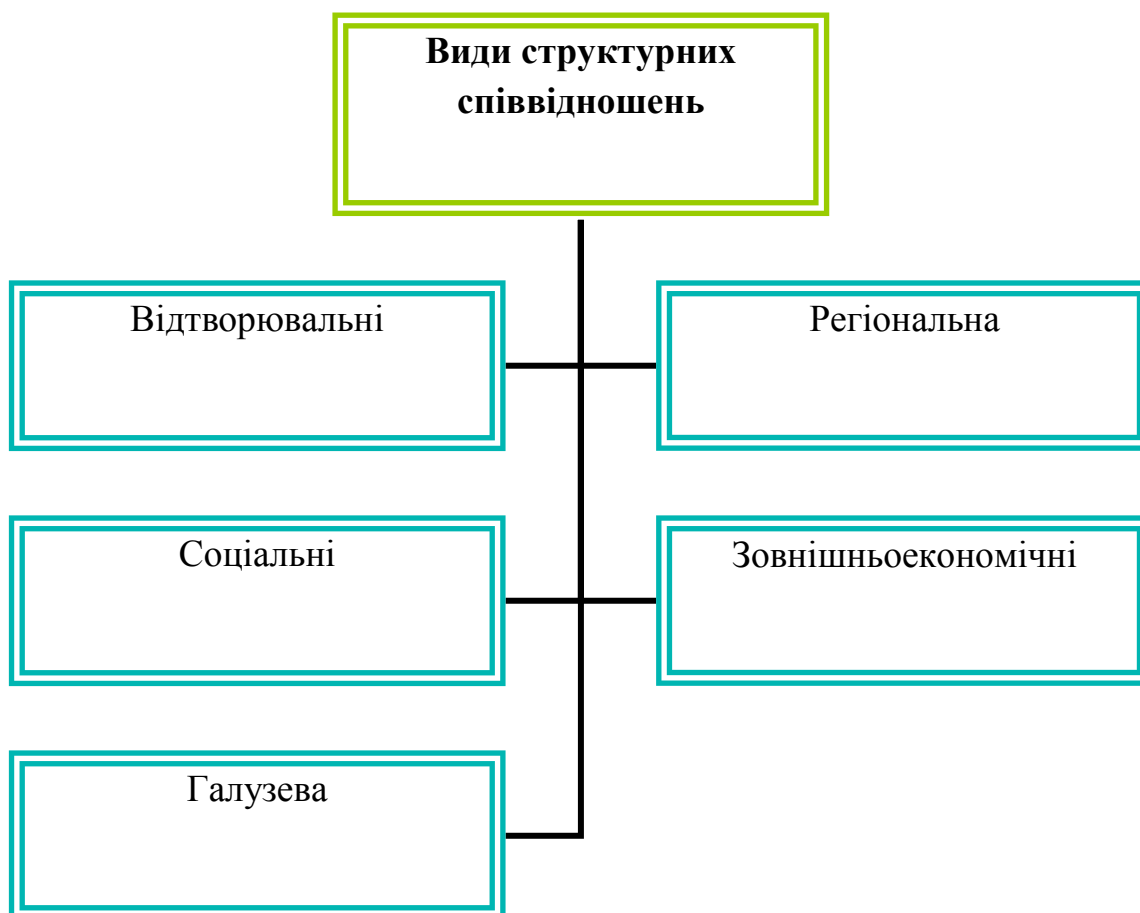 Види структурних
співвідношень
Відтворювальні
Регіональна
Соціальні
Зовнішньоекономічні
Галузева